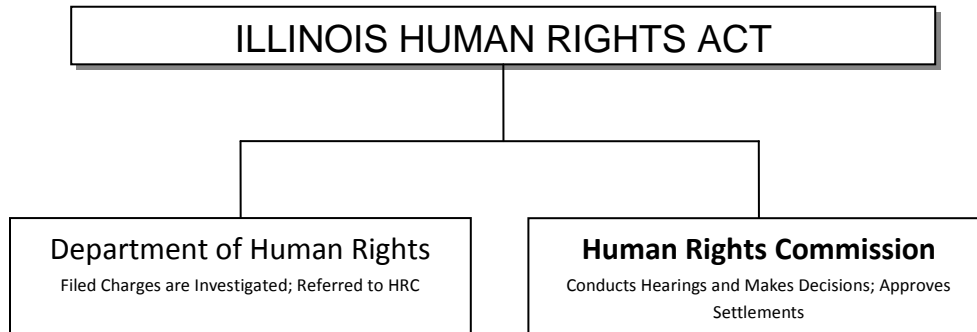 ILLINOIS HUMAN RIGHTS ACT
Department of Human Rights
Filed Charges are Investigated; Referred to HRC
Human Rights Commission
Conducts Hearings and Makes Decisions; Approves
Settlements